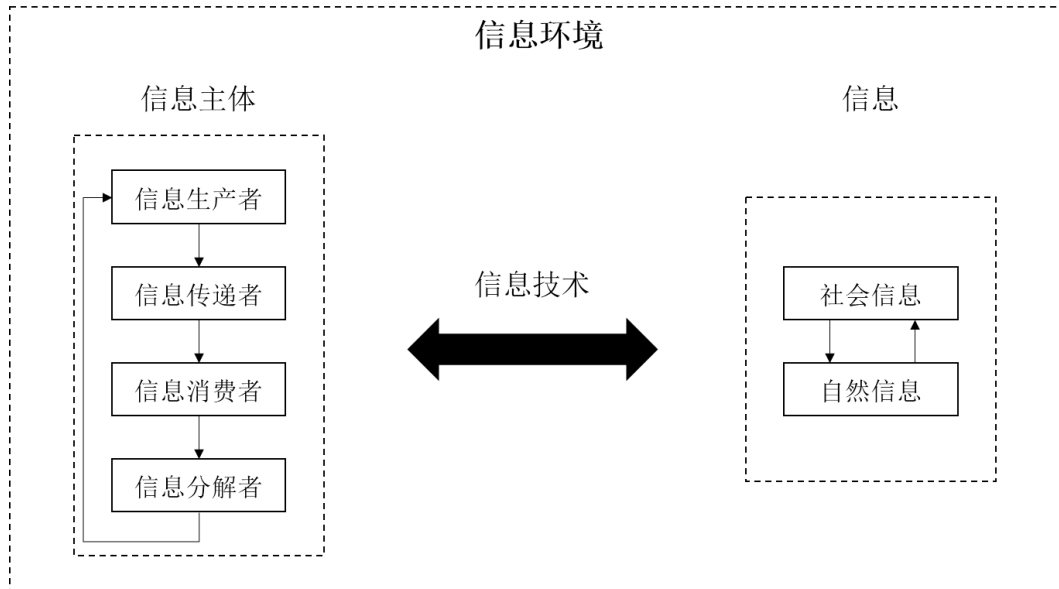 信息环境
信息主体
信息
信息生产者
信息传递者
信息消费者
信息分解者
信息技术
社会信息
自然信息